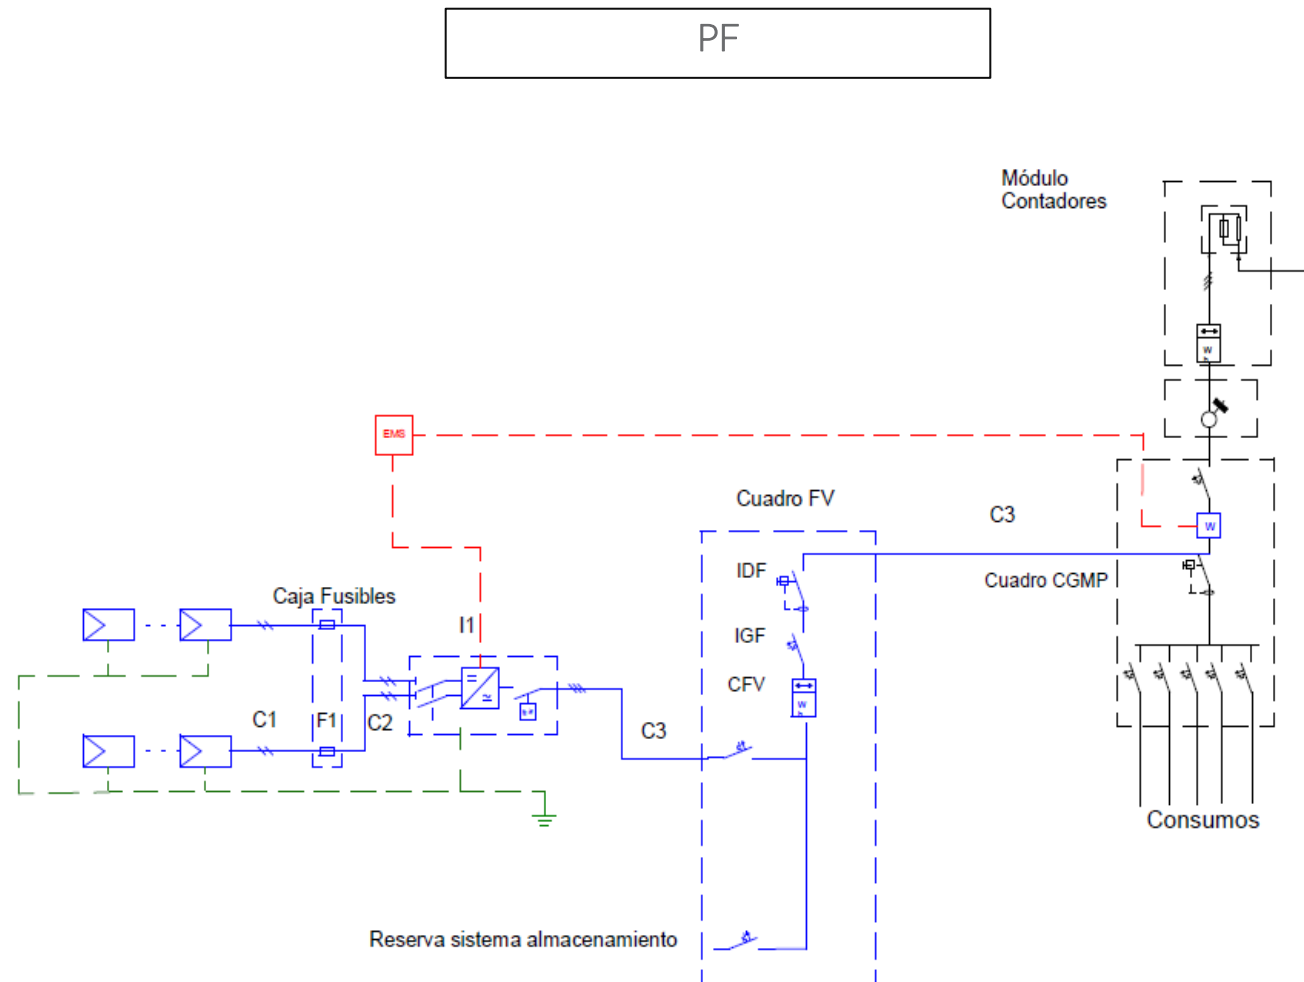 PF
Módulo
Contadores
W
h
EMS
Cuadro FV
C3
W
IDF
Cuadro CGMP
Caja Fusibles
I1
IGF
CFV
W
h
C1
F1
C2
C3
Consumos
Reserva sistema almacenamiento